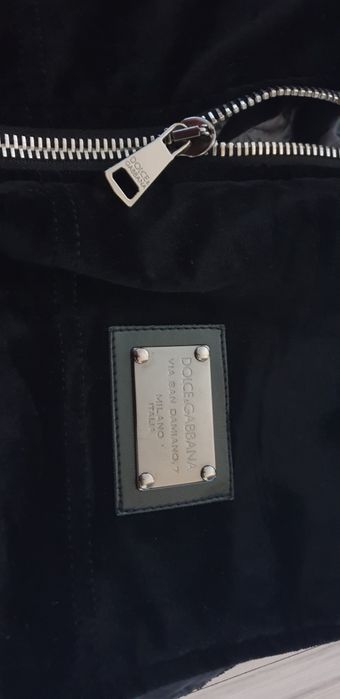 DOLCE&
GABBANA
DOLCE&GABBANA
VIA SAN DAMIANO, 7
MILANO
ITALIA